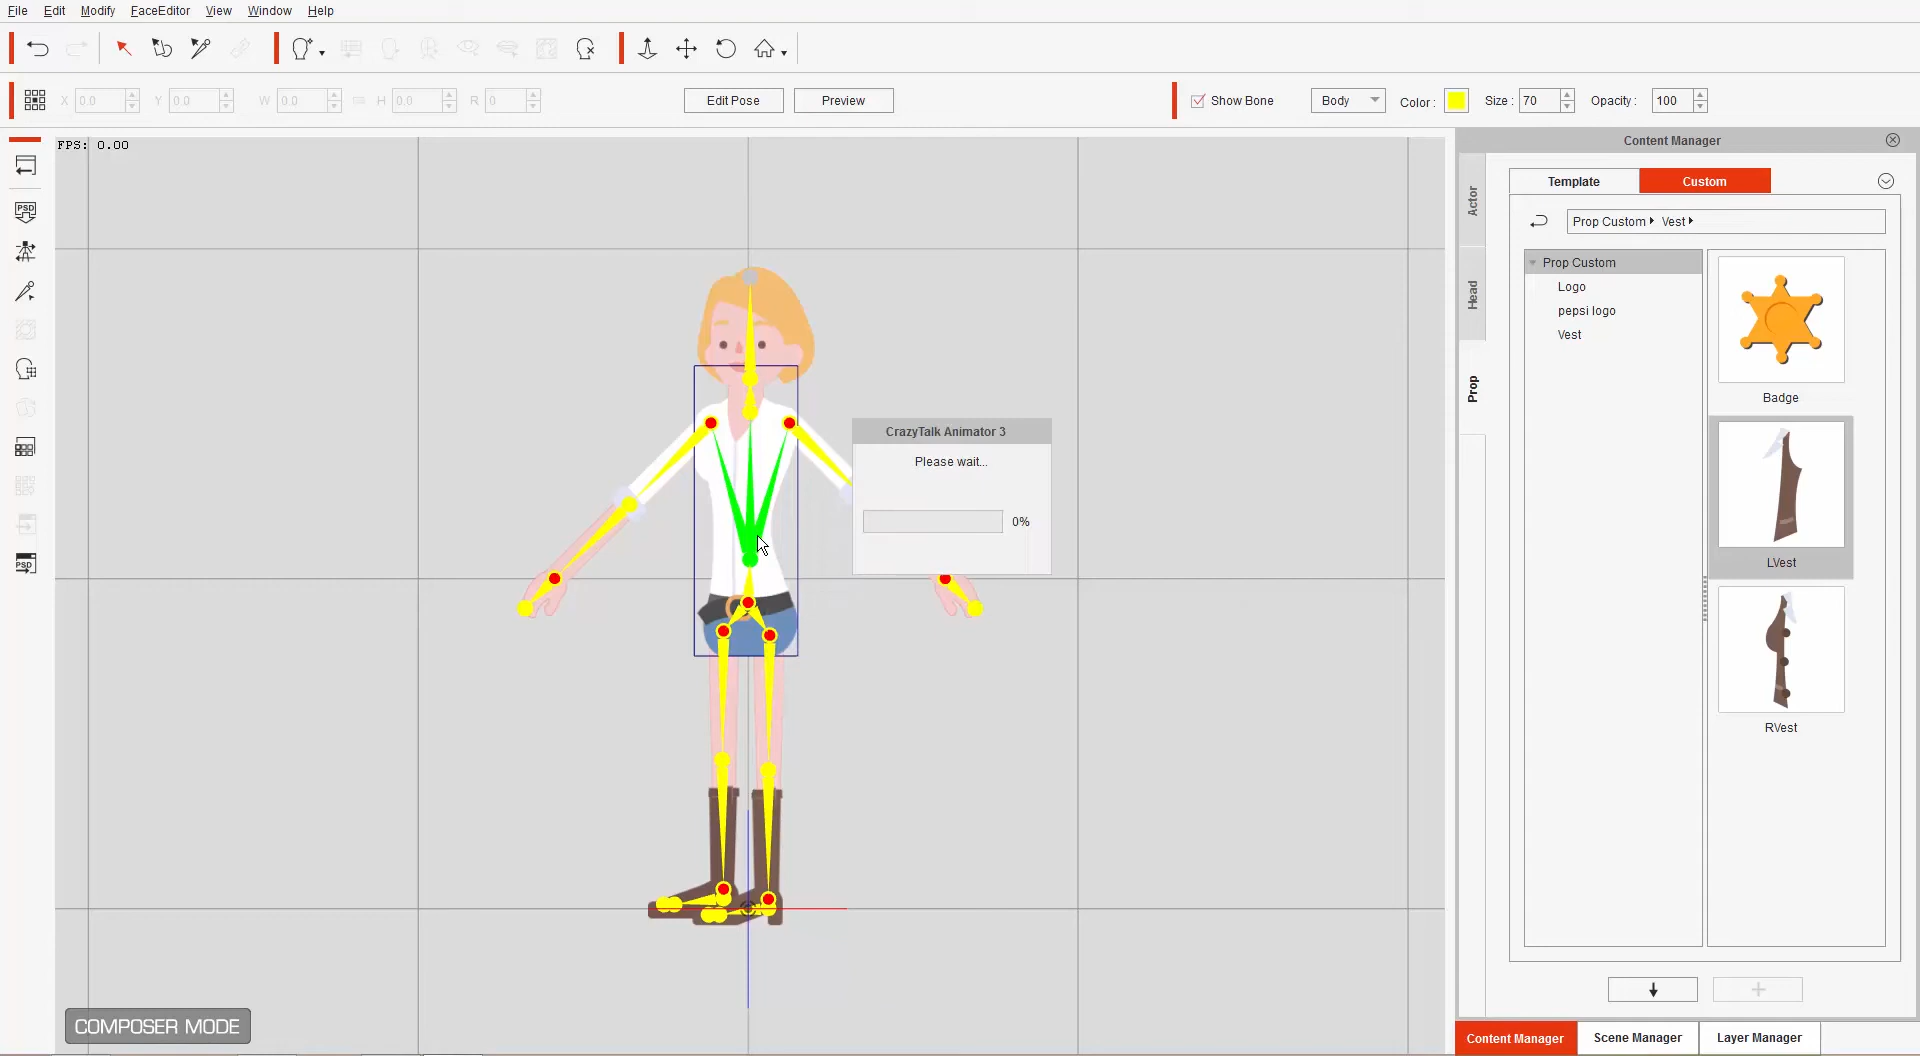 File Edit Modify FaceEditor View Window Help
X 0.0 Y 0.0 W 0.0 H 0.0 R 0 Edit Pose Preview Show Bone Body Color : Size : 70 Opacity : 100
FPS: 0.00
Content Manager
Template Custom
Prop Custom Vest
Actor
Head
Prop
Prop Custom
Logo
pepsi logo
Vest
Badge
LVest
RVest
CrazyTalk Animator 3
Please wait...
0%
PSD
PSD
COMPOSER MODE
Content Manager Scene Manager Layer Manager